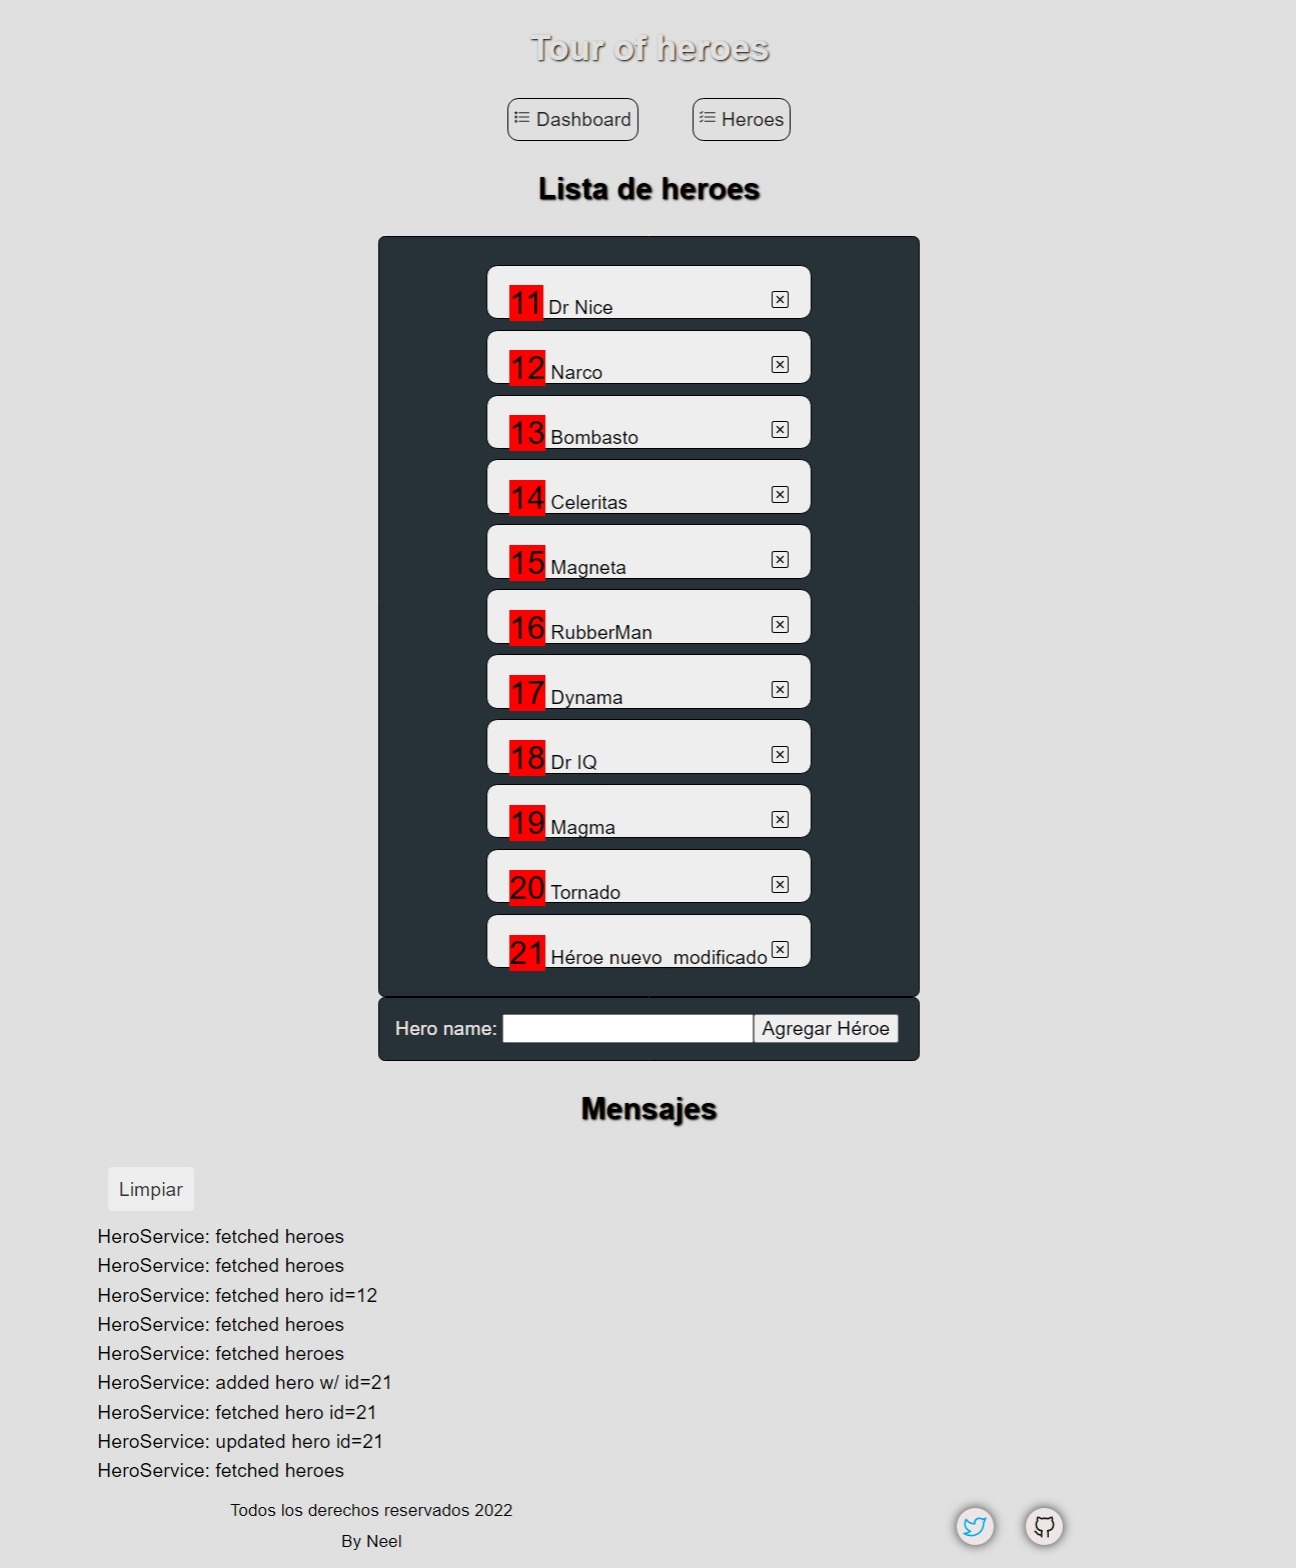 Tour of heroes
Dashboard Heroes
Lista de heroes
11 Dr Nice
12 Narco
13 Bombasto
14 Celeritas
15 Magneta
16 RubberMan
17 Dynama
18 Dr IQ
19 Magma
20 Tornado
21 Héroe nuevo  modificado
Hero name: Agregar Héroe
Mensajes
Limpiar
HeroService: fetched heroes
HeroService: fetched heroes
HeroService: fetched hero id=12
HeroService: fetched heroes
HeroService: fetched heroes
HeroService: added hero w/ id=21
HeroService: fetched hero id=21
HeroService: updated hero id=21
HeroService: fetched heroes
Todos los derechos reservados 2022
By Neel